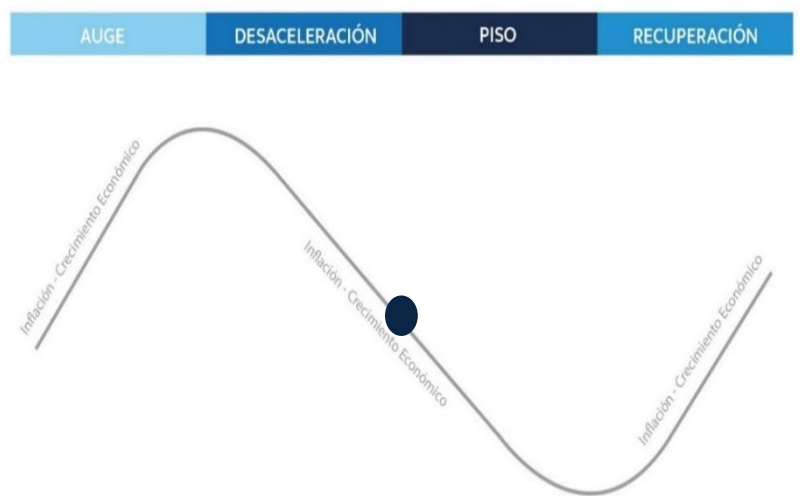 AUGE
DESACELERACIÓN
PISO
RECUPERACIÓN
Inflación - Crecimiento Económico
Inflación - Crecimiento Económico
Inflación - Crecimiento Económico